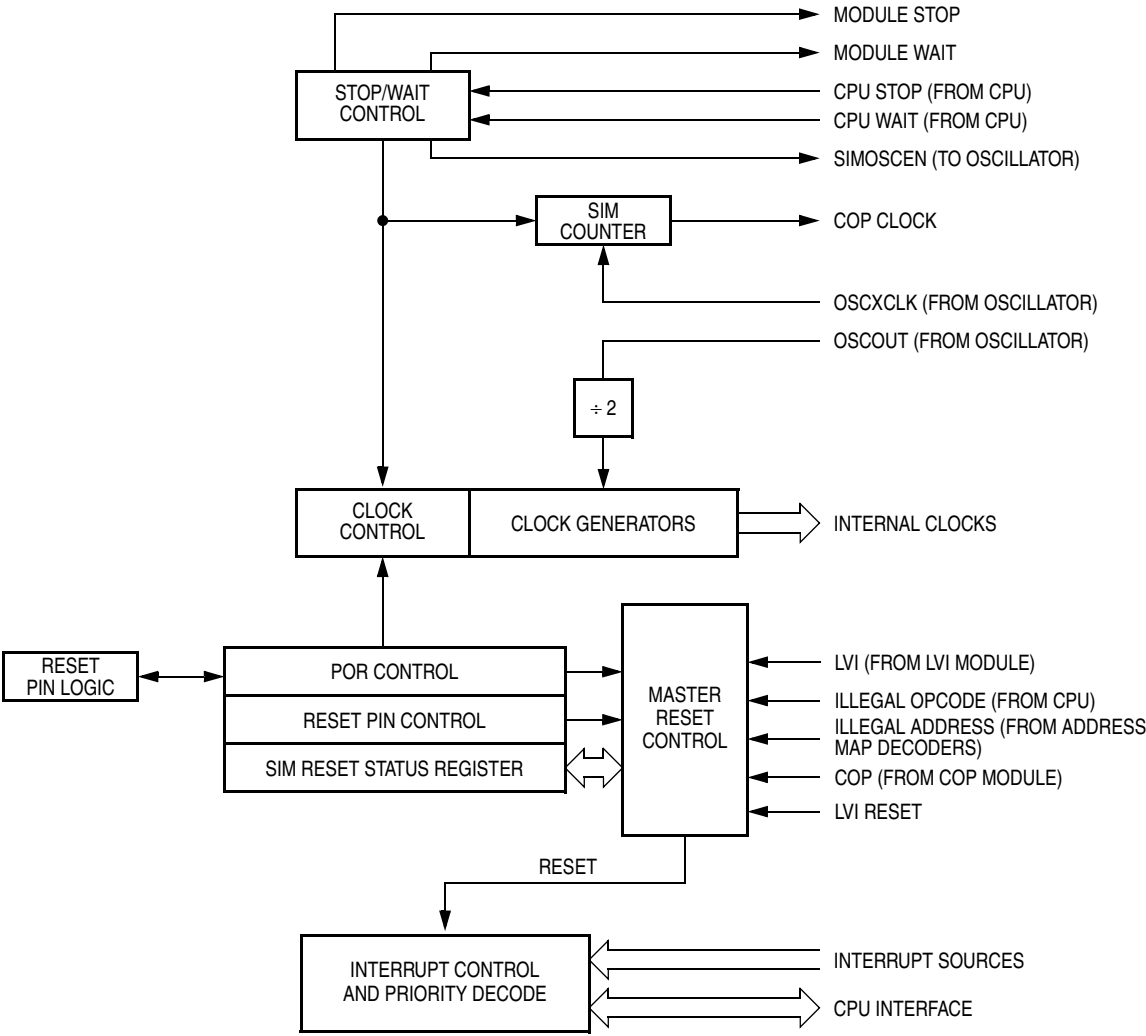 MODULE STOP
MODULE WAIT
STOP/WAIT
CONTROL
CPU STOP (FROM CPU)
CPU WAIT (FROM CPU)
SIMOSCEN (TO OSCILLATOR)
SIM
COUNTER
COP CLOCK
OSCXCLK (FROM OSCILLATOR)
OSCOUT (FROM OSCILLATOR)
÷ 2
CLOCK
CONTROL
CLOCK GENERATORS
INTERNAL CLOCKS
RESET
PIN LOGIC
POR CONTROL
RESET PIN CONTROL
SIM RESET STATUS REGISTER
MASTER
RESET
CONTROL
LVI (FROM LVI MODULE)
ILLEGAL OPCODE (FROM CPU)
ILLEGAL ADDRESS (FROM ADDRESS
MAP DECODERS)
COP (FROM COP MODULE)
LVI RESET
RESET
INTERRUPT CONTROL
AND PRIORITY DECODE
INTERRUPT SOURCES
CPU INTERFACE